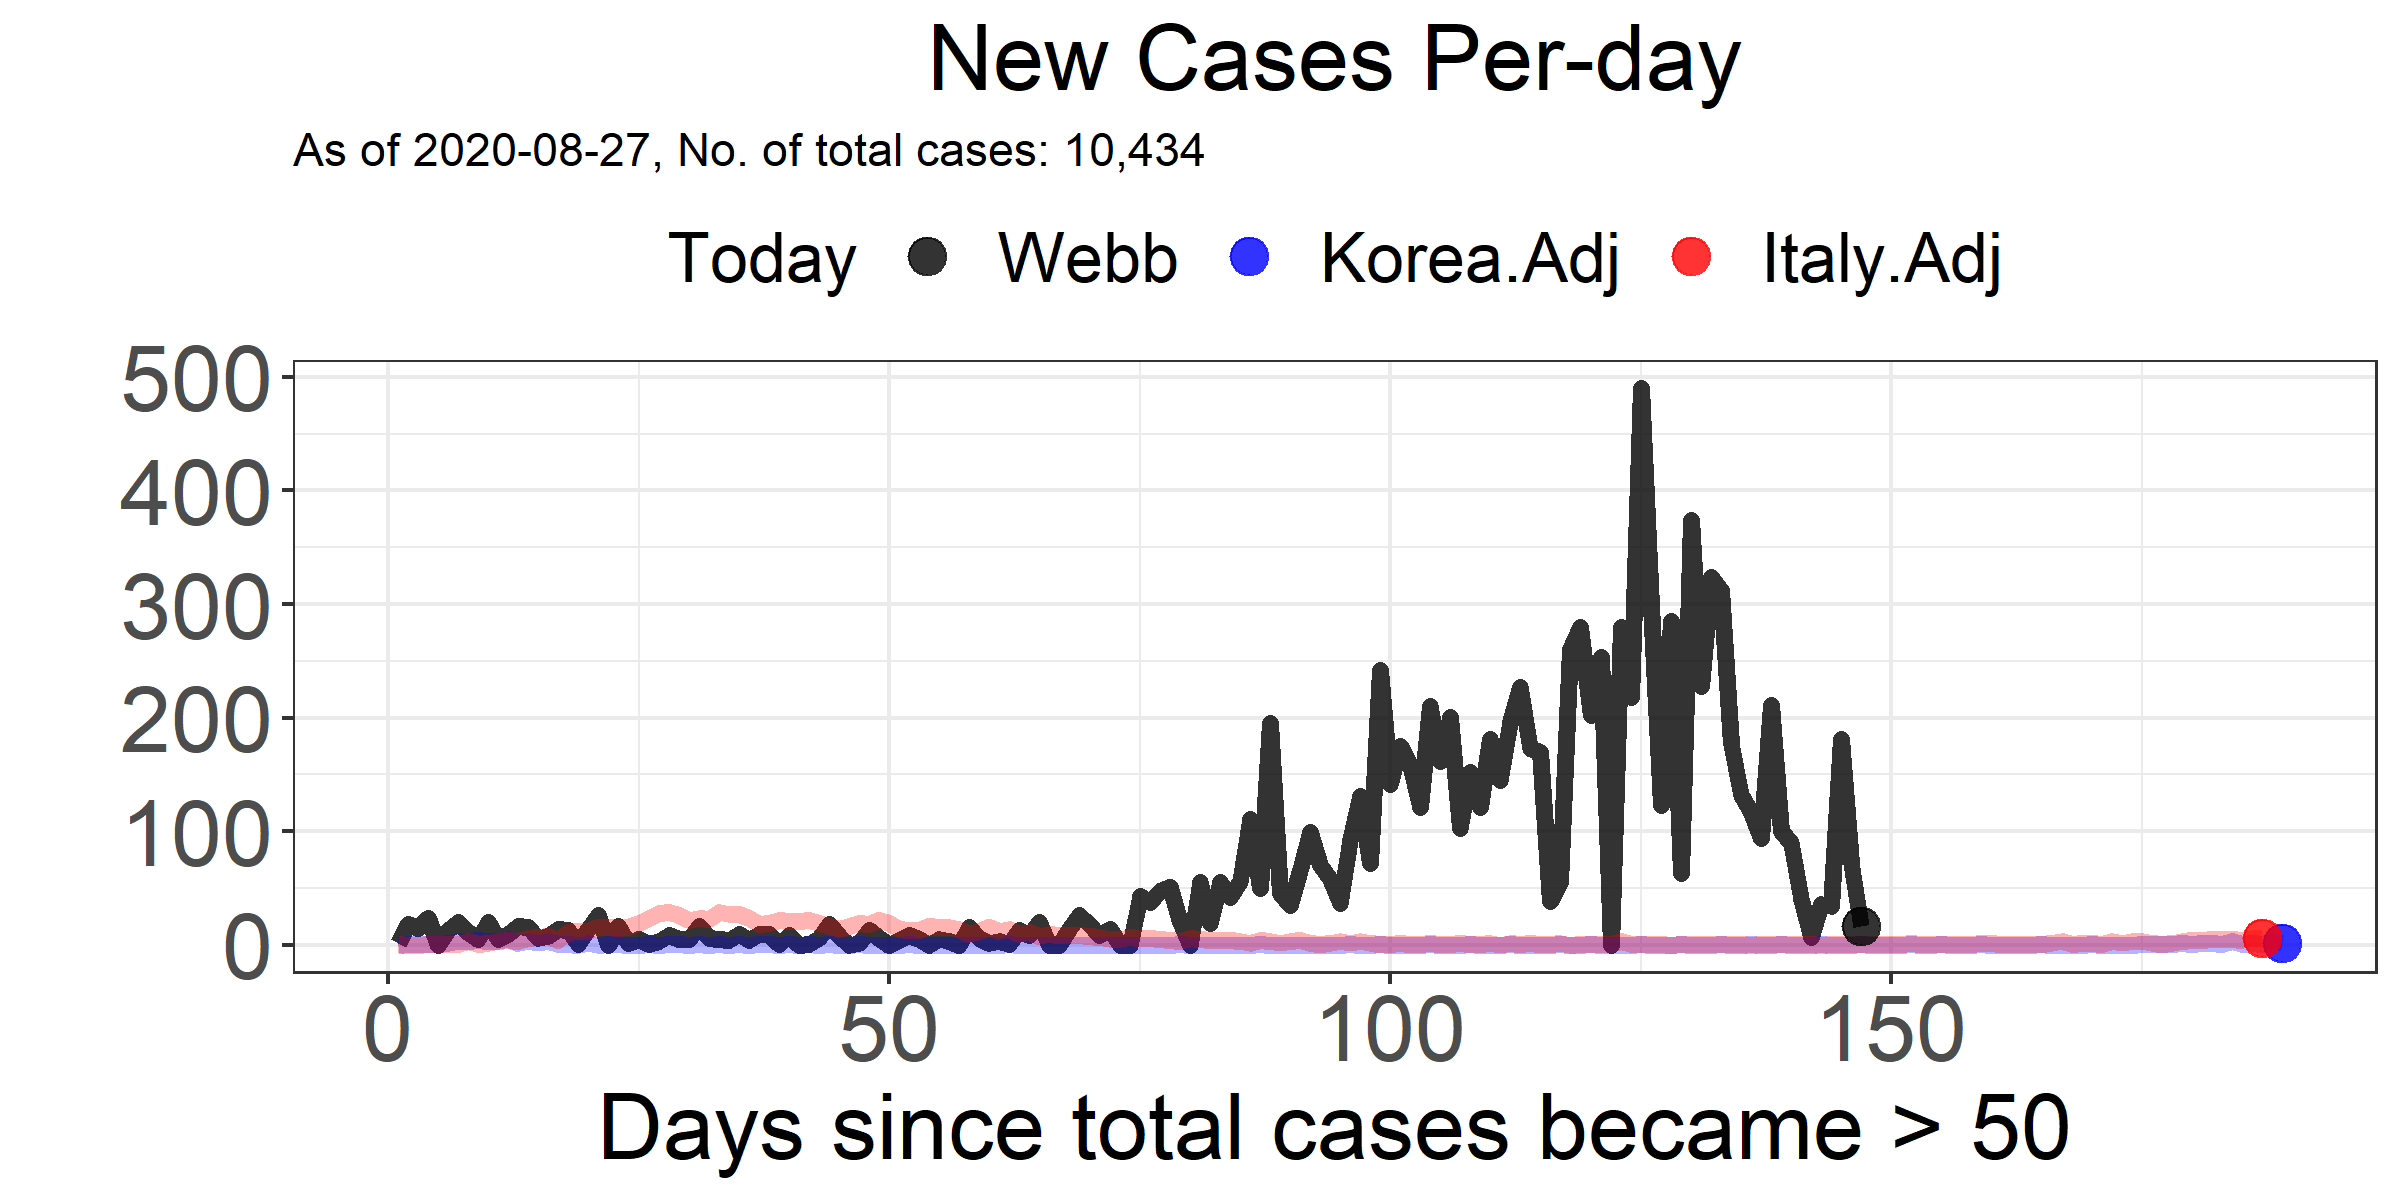 New Cases Per-day
As of 2020-08-27, No. of total cases: 10,434
Today Webb Korea.Adj Italy.Adj
500
400
300
200
100
0
0 50 100 150
Days since total cases became > 50